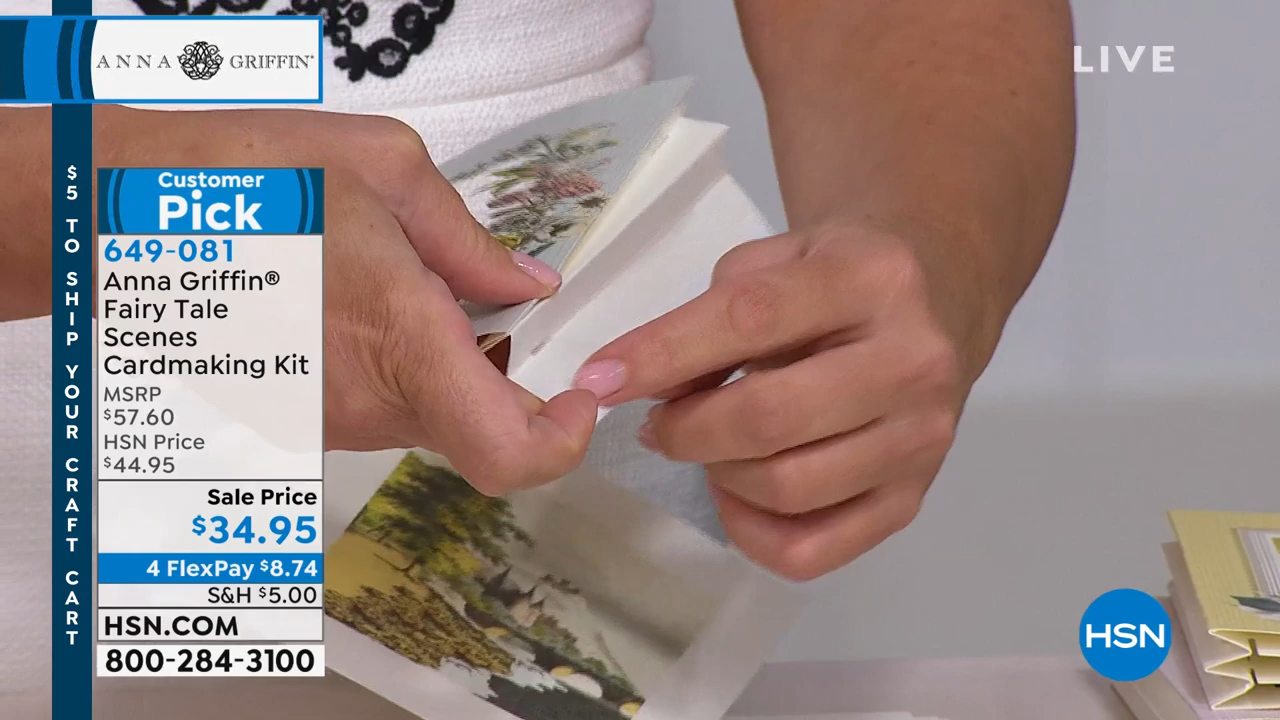 ANNA GRIFFIN®
LIVE
$5 TO SHIP YOUR CRAFT CART
Customer
Pick
649-081
Anna Griffin®
Fairy Tale
Scenes
Cardmaking Kit
MSRP
$57.60
HSN Price
$44.95
Sale Price
$34.95
4 FlexPay $8.74
S&H $5.00
HSN.COM
800-284-3100
HSN